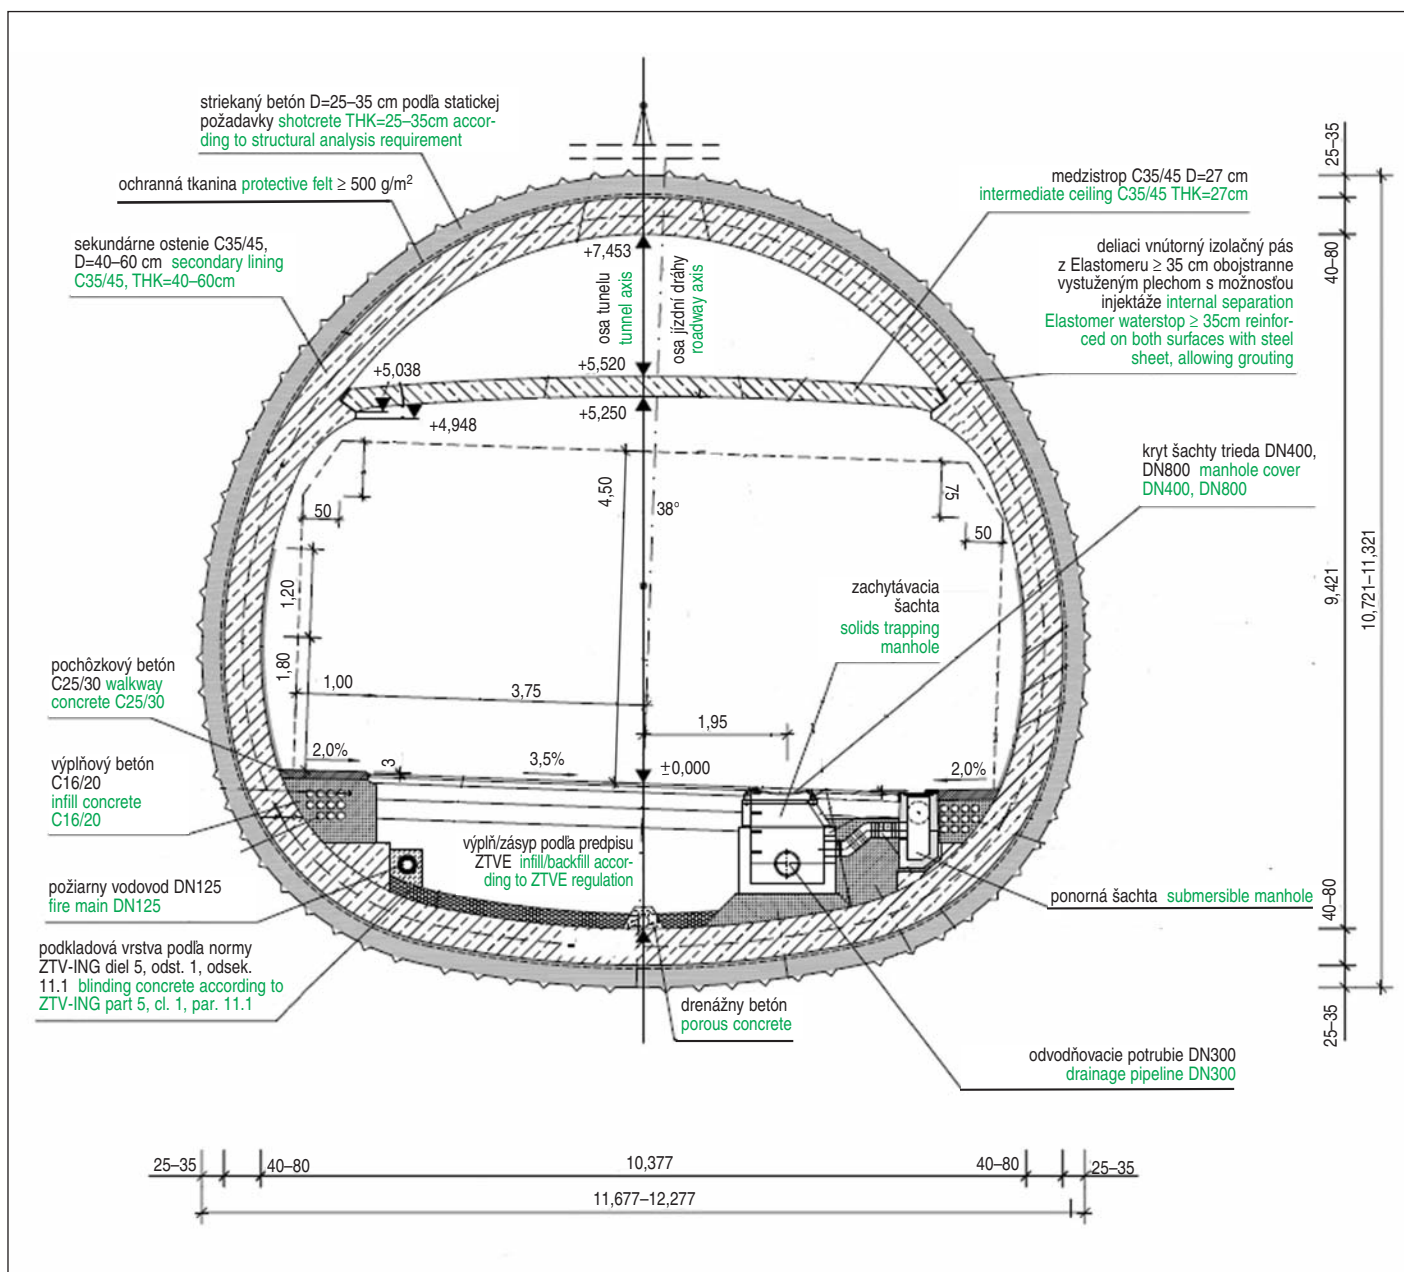 striekaný betón D=25–35 cm podľa statickej
požadavky shotcrete THK=25–35cm accor-
ding to structural analysis requirement
ochranná tkanina protective felt ≥ 500 g/m²
sekundárne ostenie C35/45,
D=40–60 cm secondary lining
C35/45, THK=40–60cm
medzistrop C35/45 D=27 cm
intermediate ceiling C35/45 THK=27cm
deliaci vnútorný izolačný pás
z Elastomeru ≥ 35 cm obojstranne
vystuženým plechom s možnosťou
injektáže internal separation
Elastomer waterstop ≥ 35cm reinfor-
ced on both surfaces with steel
sheet, allowing grouting
25–35
40–80
+7,453
osa tunelu
tunnel axis
osa jízdní dráhy
roadway axis
+5,038
+5,520
+4,948
+5,250
kryt šachty trieda DN400,
DN800 manhole cover
DN400, DN800
4,50
38°
75
50
50
1,20
1,80
zachytávacia
šachta
solids trapping
manhole
9,421
10,721–11,321
pochôzkový betón
C25/30 walkway
concrete C25/30
1,00
3,75
1,95
2,0%
3
3,5%
±0,000
2,0%
výplňový betón
C16/20
infill concrete
C16/20
výplň/zásyp podľa predpisu
ZTVE infill/backfill accor-
ding to ZTVE regulation
požiarny vodovod DN125
fire main DN125
ponorná šachta submersible manhole
40–80
25–35
podkladová vrstva podľa normy
ZTV-ING diel 5, odst. 1, odsek.
11.1 blinding concrete according to
ZTV-ING part 5, cl. 1, par. 11.1
drenážny betón
porous concrete
odvodňovacie potrubie DN300
drainage pipeline DN300
25–35
40–80
10,377
40–80
25–35
11,677–12,277